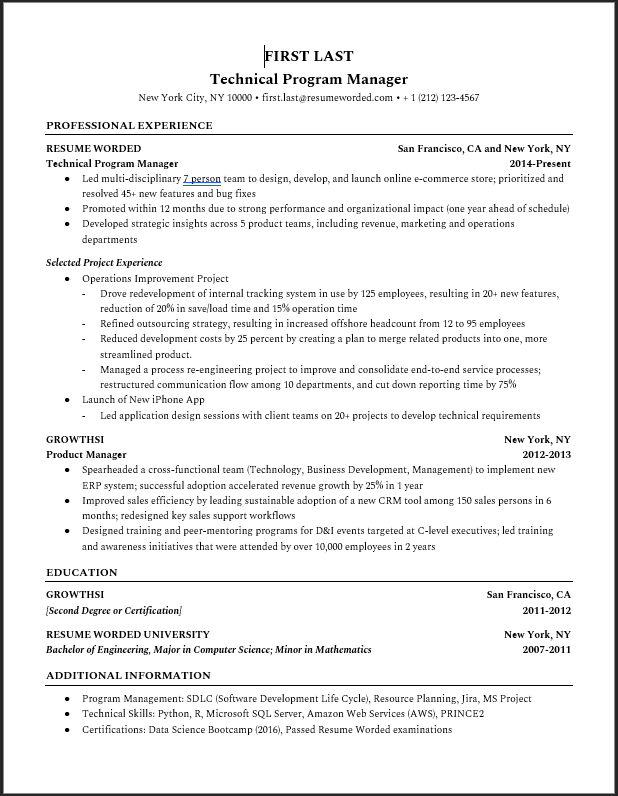 FIRST LAST
Technical Program Manager
New York City, NY 10000 • first.last@resumeworded.com • + 1 (212) 123-4567
PROFESSIONAL EXPERIENCE
RESUME WORDED San Francisco, CA and New York, NY
Technical Program Manager 2014-Present
● Led multi-disciplinary 7 person team to design, develop, and launch online e-commerce store; prioritized and
resolved 45+ new features and bug fixes
● Promoted within 12 months due to strong performance and organizational impact (one year ahead of schedule)
● Developed strategic insights across 5 product teams, including revenue, marketing and operations
departments
Selected Project Experience
● Operations Improvement Project
- Drove redevelopment of internal tracking system in use by 125 employees, resulting in 20+ new features,
reduction of 20% in save/load time and 15% operation time
- Refined outsourcing strategy, resulting in increased offshore headcount from 12 to 95 employees
- Reduced development costs by 25 percent by creating a plan to merge related products into one, more
streamlined product.
- Managed a process re-engineering project to improve and consolidate end-to-end service processes;
restructured communication flow among 10 departments, and cut down reporting time by 75%
● Launch of New iPhone App
- Led application design sessions with client teams on 20+ projects to develop technical requirements
GROWTHSI New York, NY
Product Manager 2012-2013
● Spearheaded a cross-functional team (Technology, Business Development, Management) to implement new
ERP system; successful adoption accelerated revenue growth by 25% in 1 year
● Improved sales efficiency by leading sustainable adoption of a new CRM tool among 150 sales persons in 6
months; redesigned key sales support workflows
● Designed training and peer-mentoring programs for D&I events targeted at C-level executives; led training
and awareness initiatives that were attended by over 10,000 employees in 2 years
EDUCATION
GROWTHSI San Francisco, CA
[Second Degree or Certification] 2011-2012
RESUME WORDED UNIVERSITY New York, NY
Bachelor of Engineering, Major in Computer Science; Minor in Mathematics 2007-2011
ADDITIONAL INFORMATION
● Program Management: SDLC (Software Development Life Cycle), Resource Planning, Jira, MS Project
● Technical Skills: Python, R, Microsoft SQL Server, Amazon Web Services (AWS), PRINCE2
● Certifications: Data Science Bootcamp (2016), Passed Resume Worded examinations